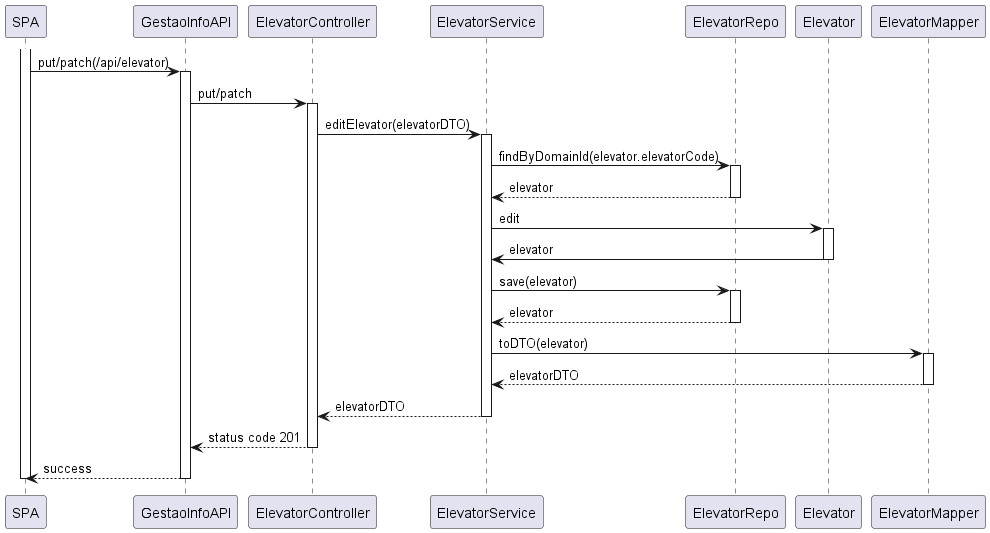 SPA GestaoInfoAPI ElevatorController ElevatorService ElevatorRepo Elevator ElevatorMapper
put/patch(/api/elevator)
put/patch
editElevator(elevatorDTO)
findByDomainId(elevator.elevatorCode)
elevator
edit
elevator
save(elevator)
elevator
toDTO(elevator)
elevatorDTO
elevatorDTO
status code 201
success
SPA GestaoInfoAPI ElevatorController ElevatorService ElevatorRepo Elevator ElevatorMapper